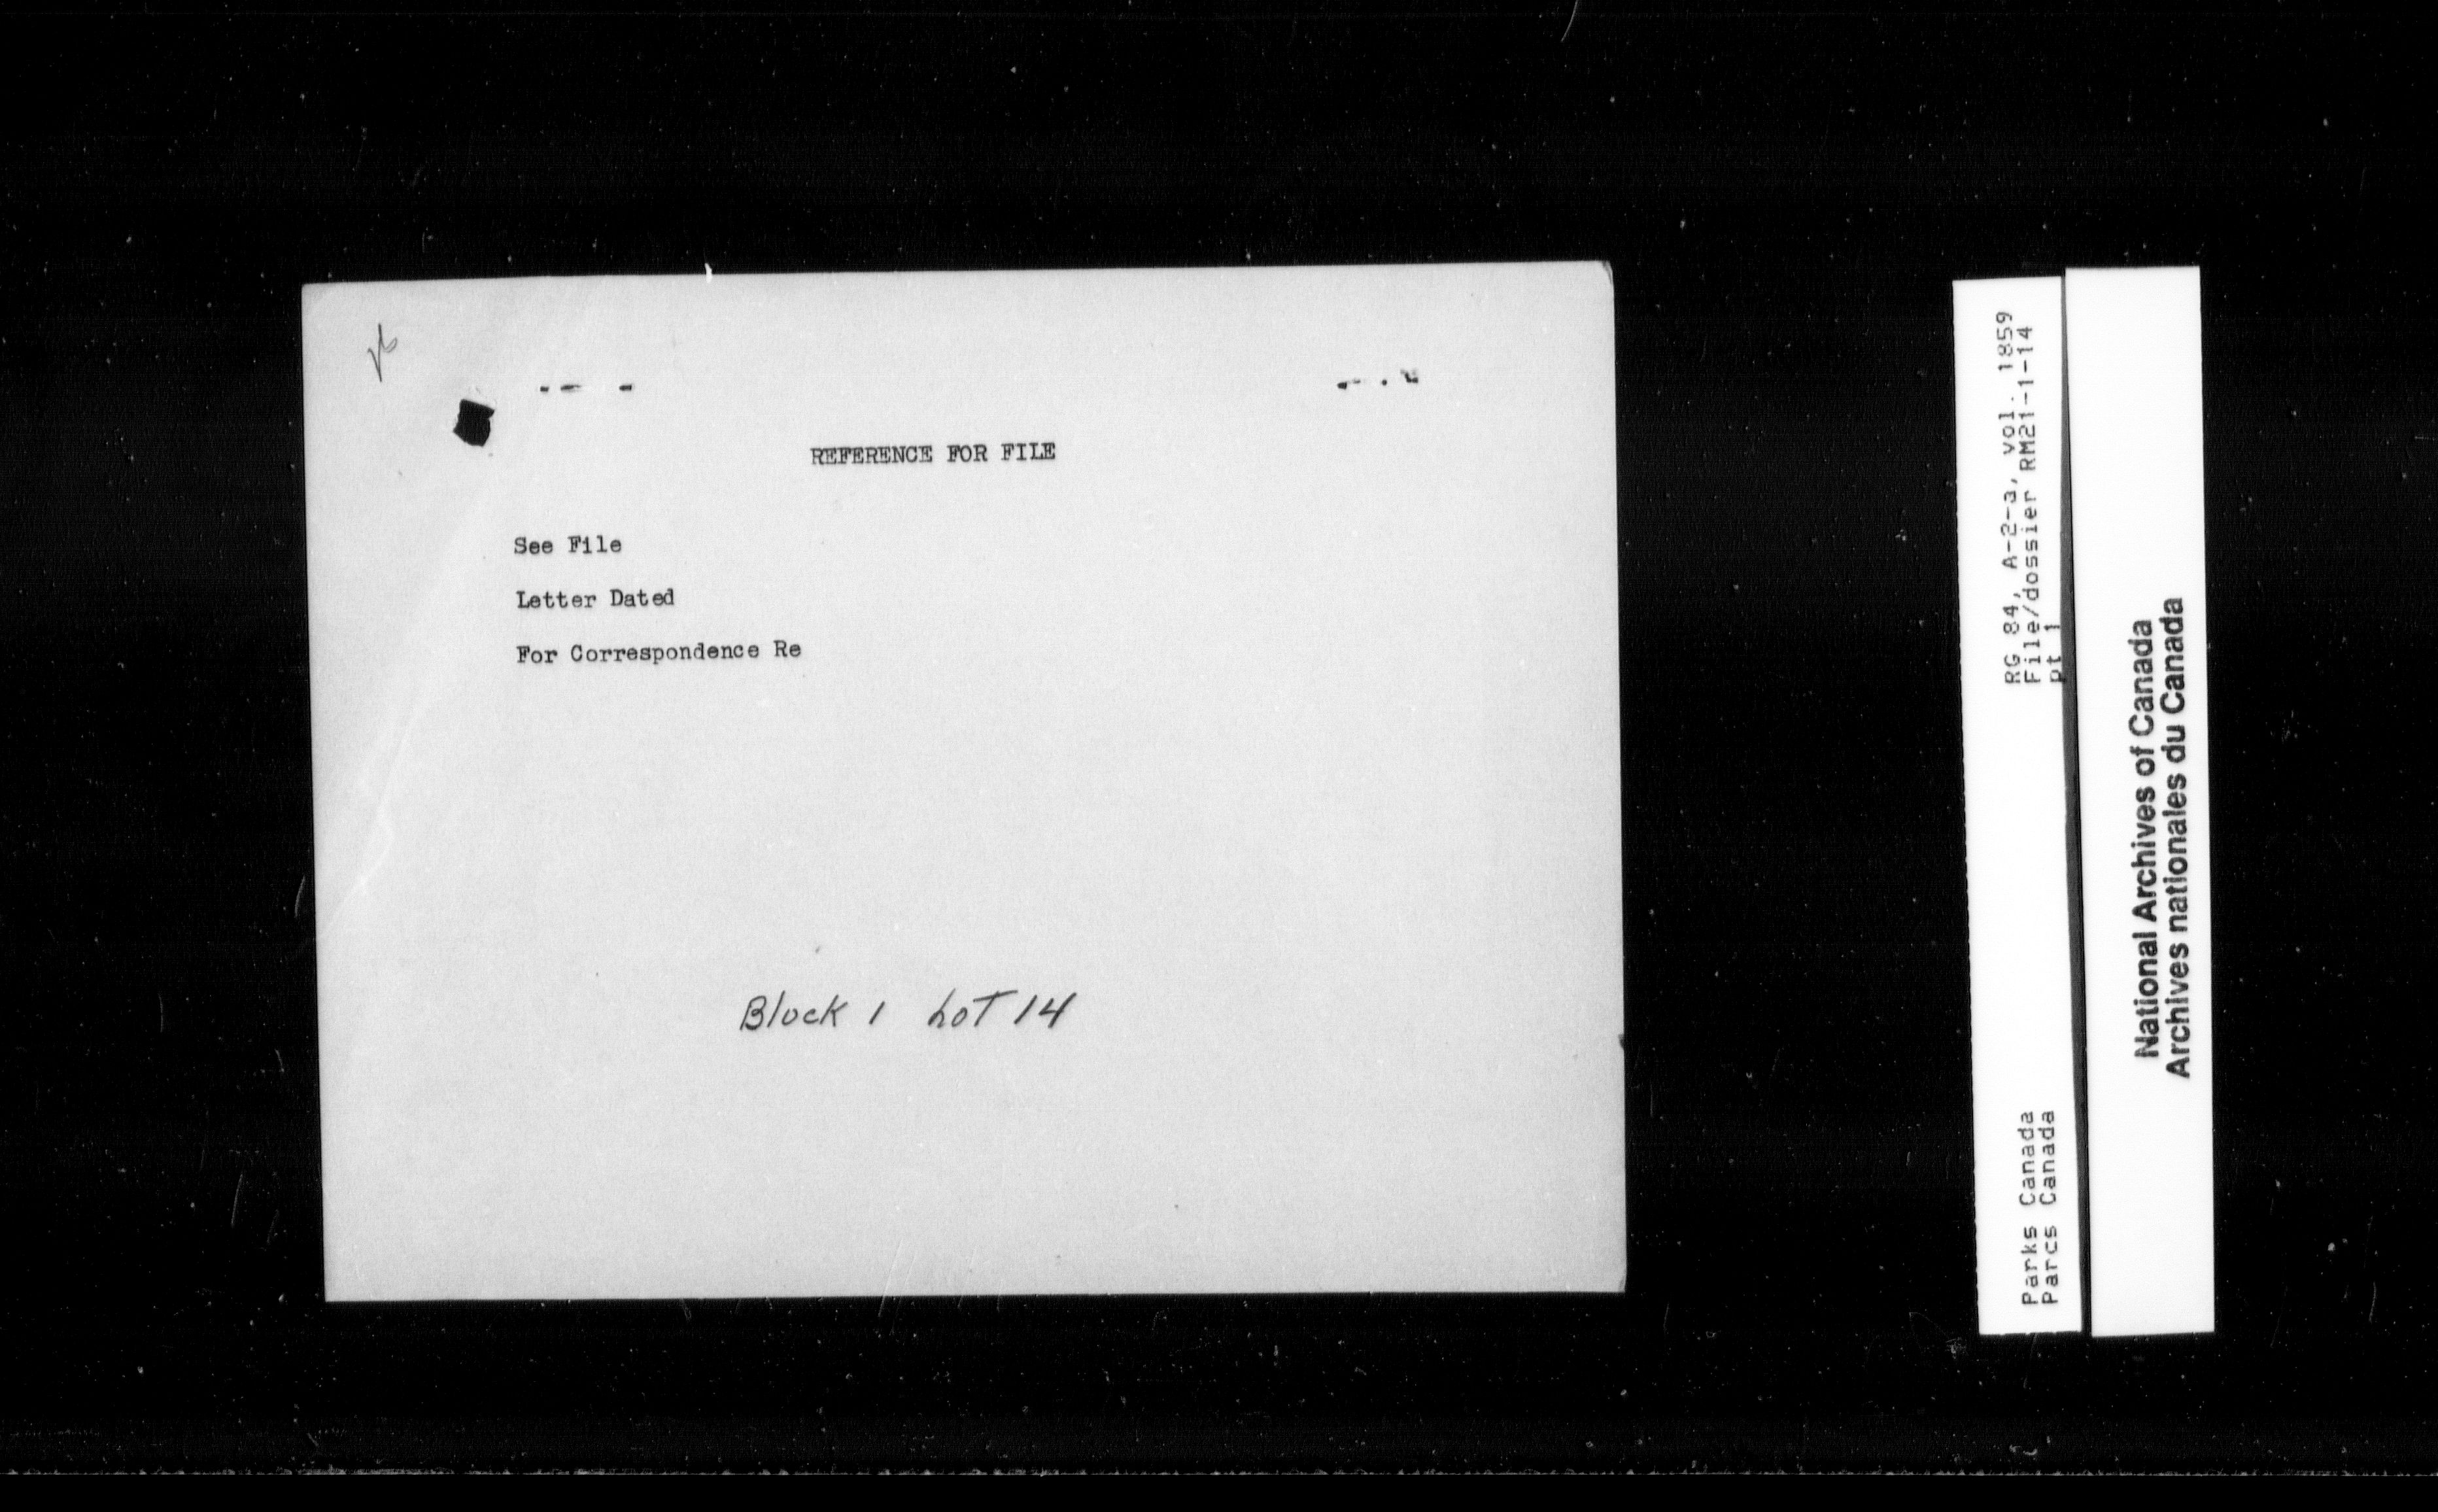 REFERENCE FOR FILE
See File
Letter Dated
For Correspondence Re
Block 1 Lot 14
RG 84, A-2-a, vol. 1859
File/dossier RM21-1-14
pt 1
Parks Canada
Parcs Canada
National Archives of Canada
Archives nationales du Canada